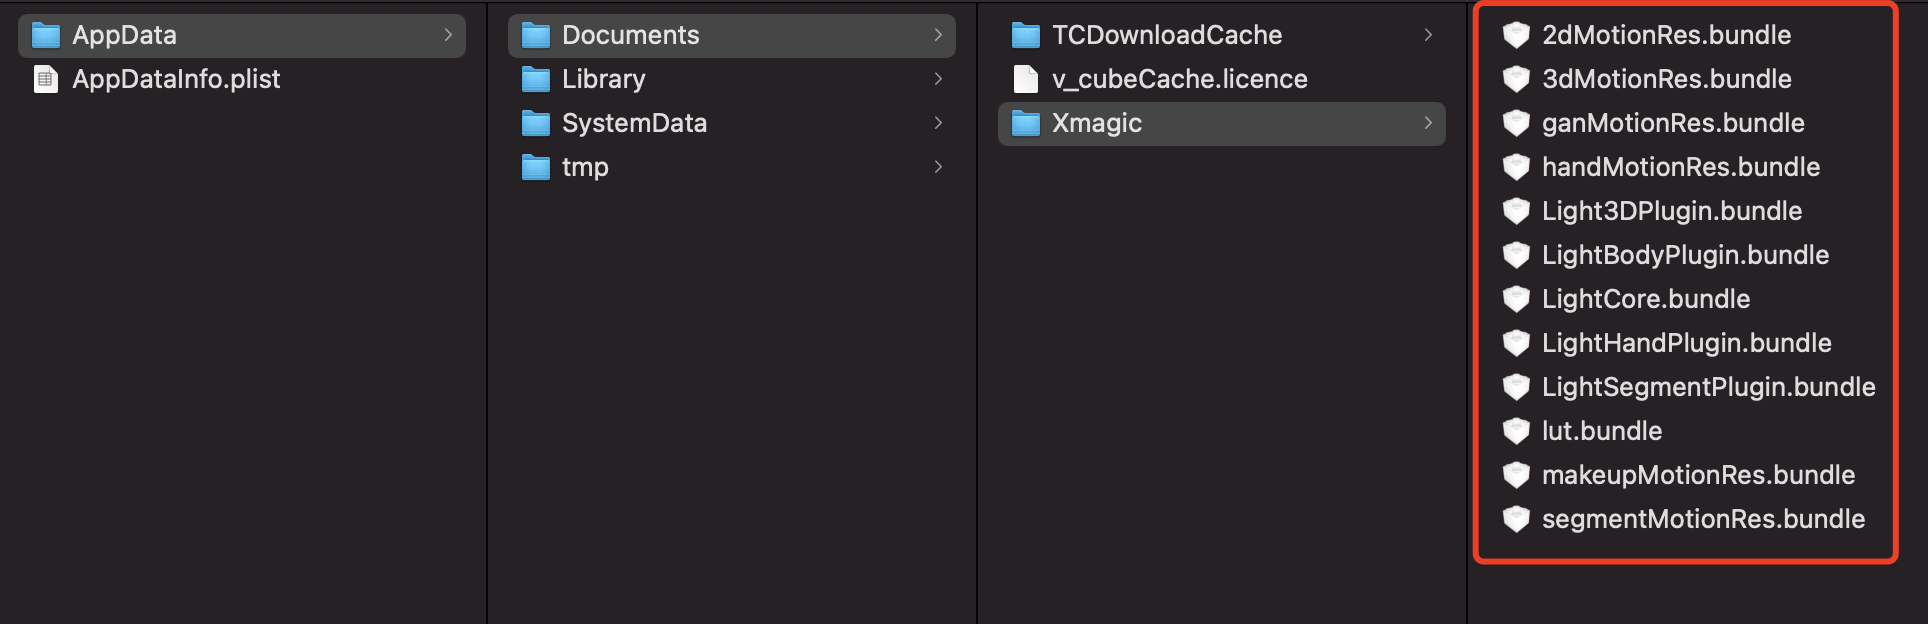 AppData
AppDataInfo.plist
Documents
Library
SystemData
tmp
TCDownloadCache
v_cubeCache.licence
Xmagic
2dMotionRes.bundle
3dMotionRes.bundle
ganMotionRes.bundle
handMotionRes.bundle
Light3DPlugin.bundle
LightBodyPlugin.bundle
LightCore.bundle
LightHandPlugin.bundle
LightSegmentPlugin.bundle
lut.bundle
makeupMotionRes.bundle
segmentMotionRes.bundle